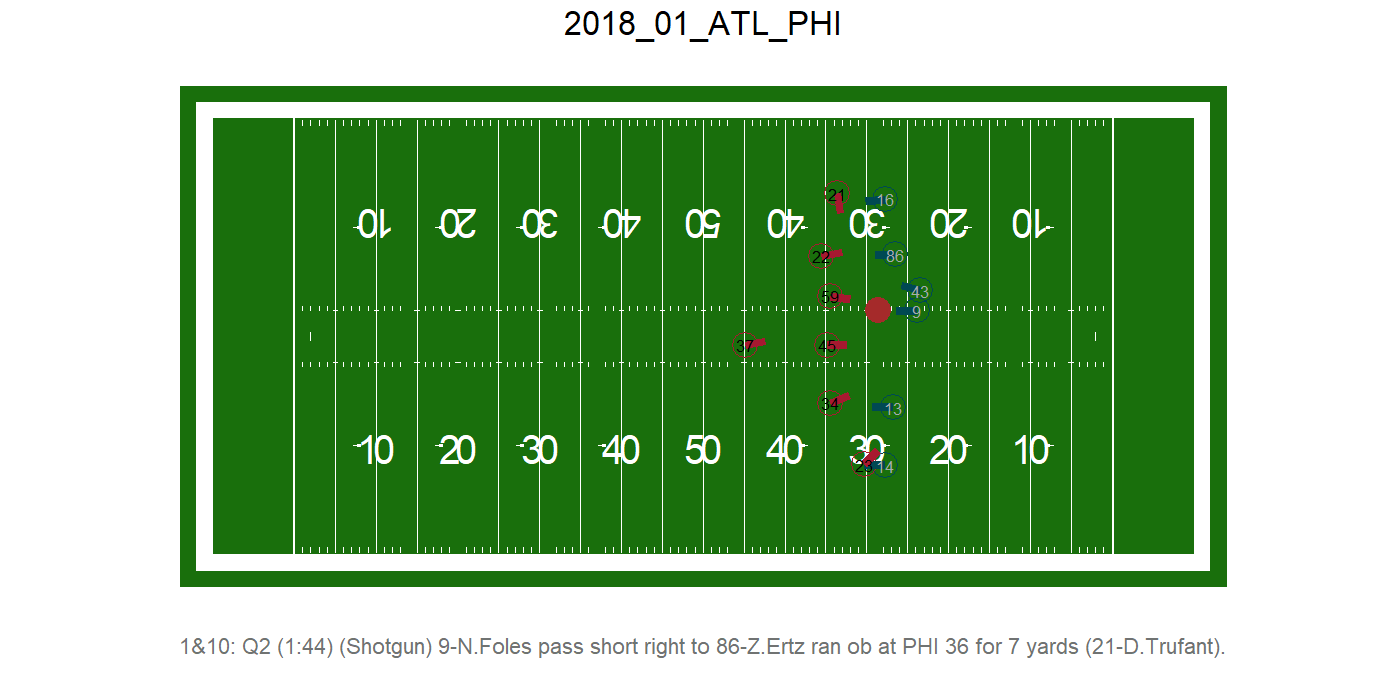 2018_01_ATL_PHI
21 16
10 20 30 40 50 40 30 20 10
22 86
59 43
9
37 45
34 13
10 20 30 40 50 40 30 20 10
14
1&10: Q2 (1:44) (Shotgun) 9-N.Foles pass short right to 86-Z.Ertz ran ob at PHI 36 for 7 yards (21-D.Trufant).